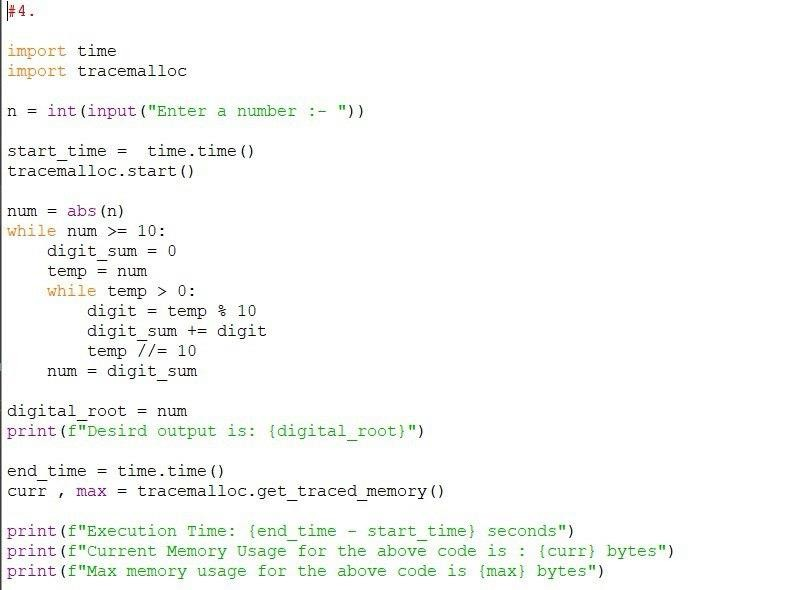 #4.

import time
import tracemalloc

n = int(input("Enter a number :- "))

start_time =  time.time()
tracemalloc.start()

num = abs(n)
while num >= 10:
    digit_sum = 0
    temp = num
    while temp > 0:
        digit = temp % 10
        digit_sum += digit
        temp //= 10
    num = digit_sum

digital_root = num
print(f"Desird output is: {digital_root}")

end_time = time.time()
curr , max = tracemalloc.get_traced_memory()

print(f"Execution Time: {end_time - start_time} seconds")
print(f"Current Memory Usage for the above code is : {curr} bytes")
print(f"Max memory usage for the above code is {max} bytes")